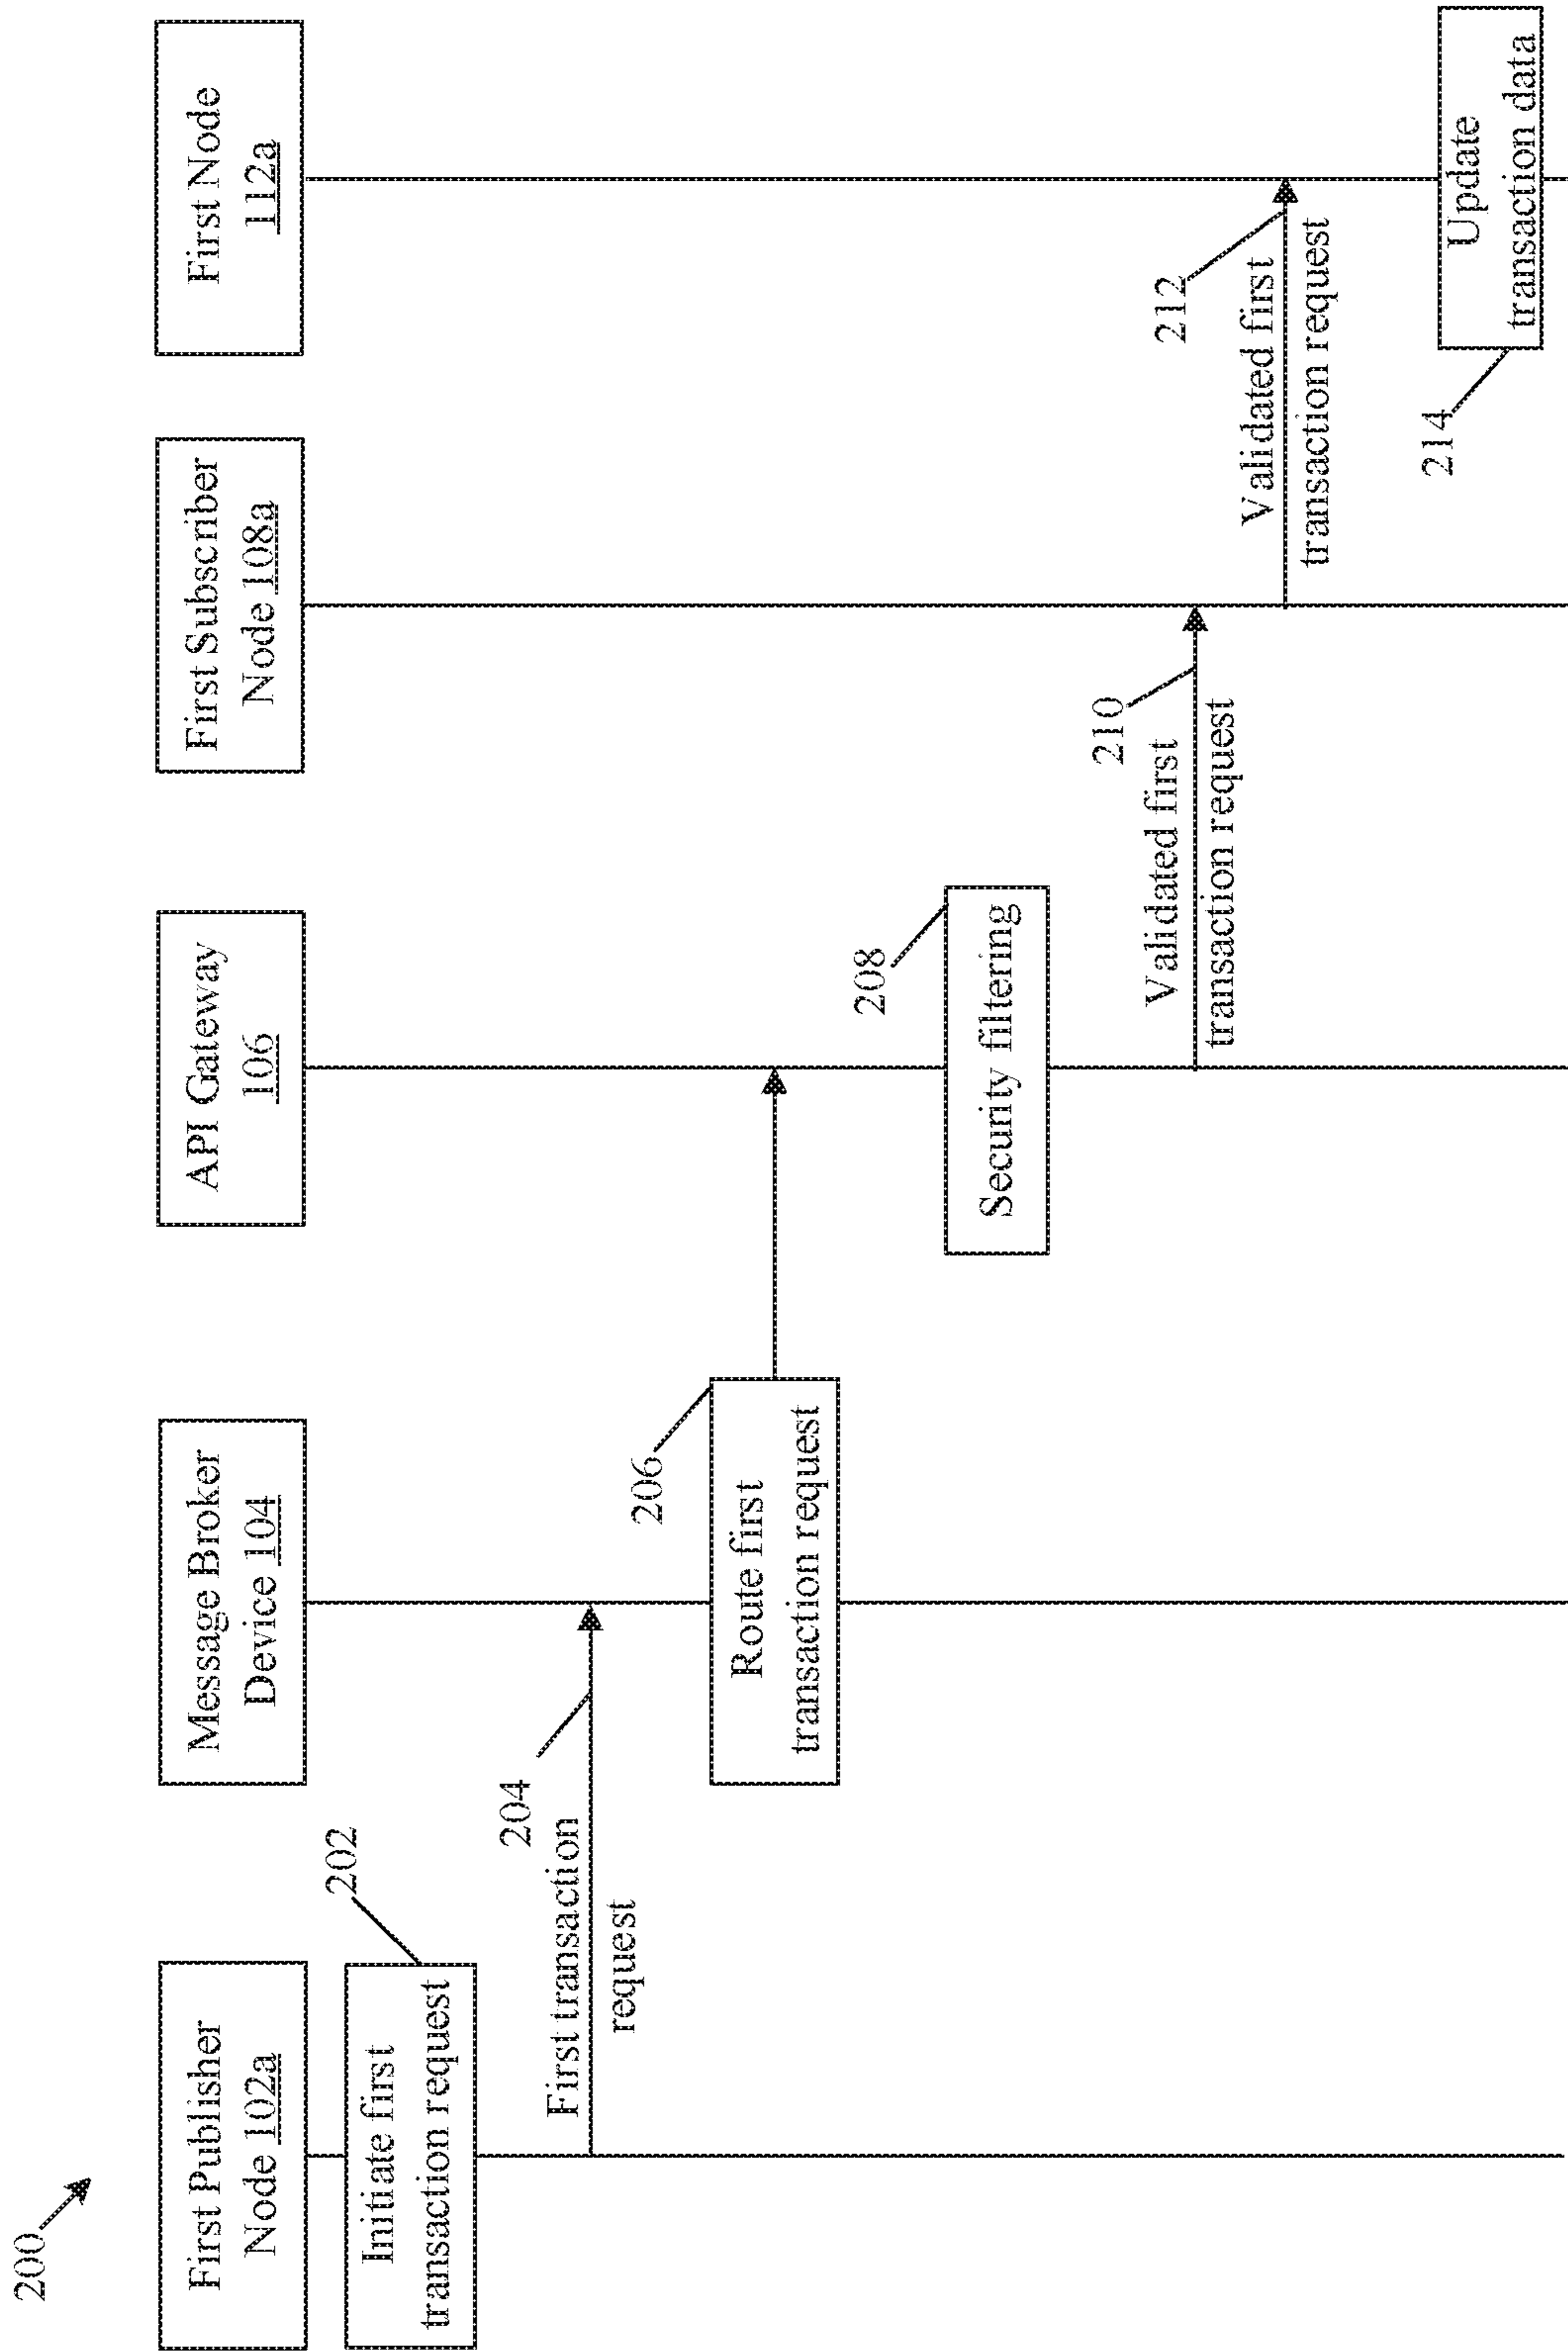 200
First Publisher
Node 102a
Message Broker
Device 104
API Gateway
106
First Subscriber
Node 108a
First Node
112a
202
Initiate first
transaction request
204
First transaction
request
206
Route first
transaction request
208
Security filtering
210
Validated first
transaction request
212
Validated first
transaction request
214
Update
transaction data